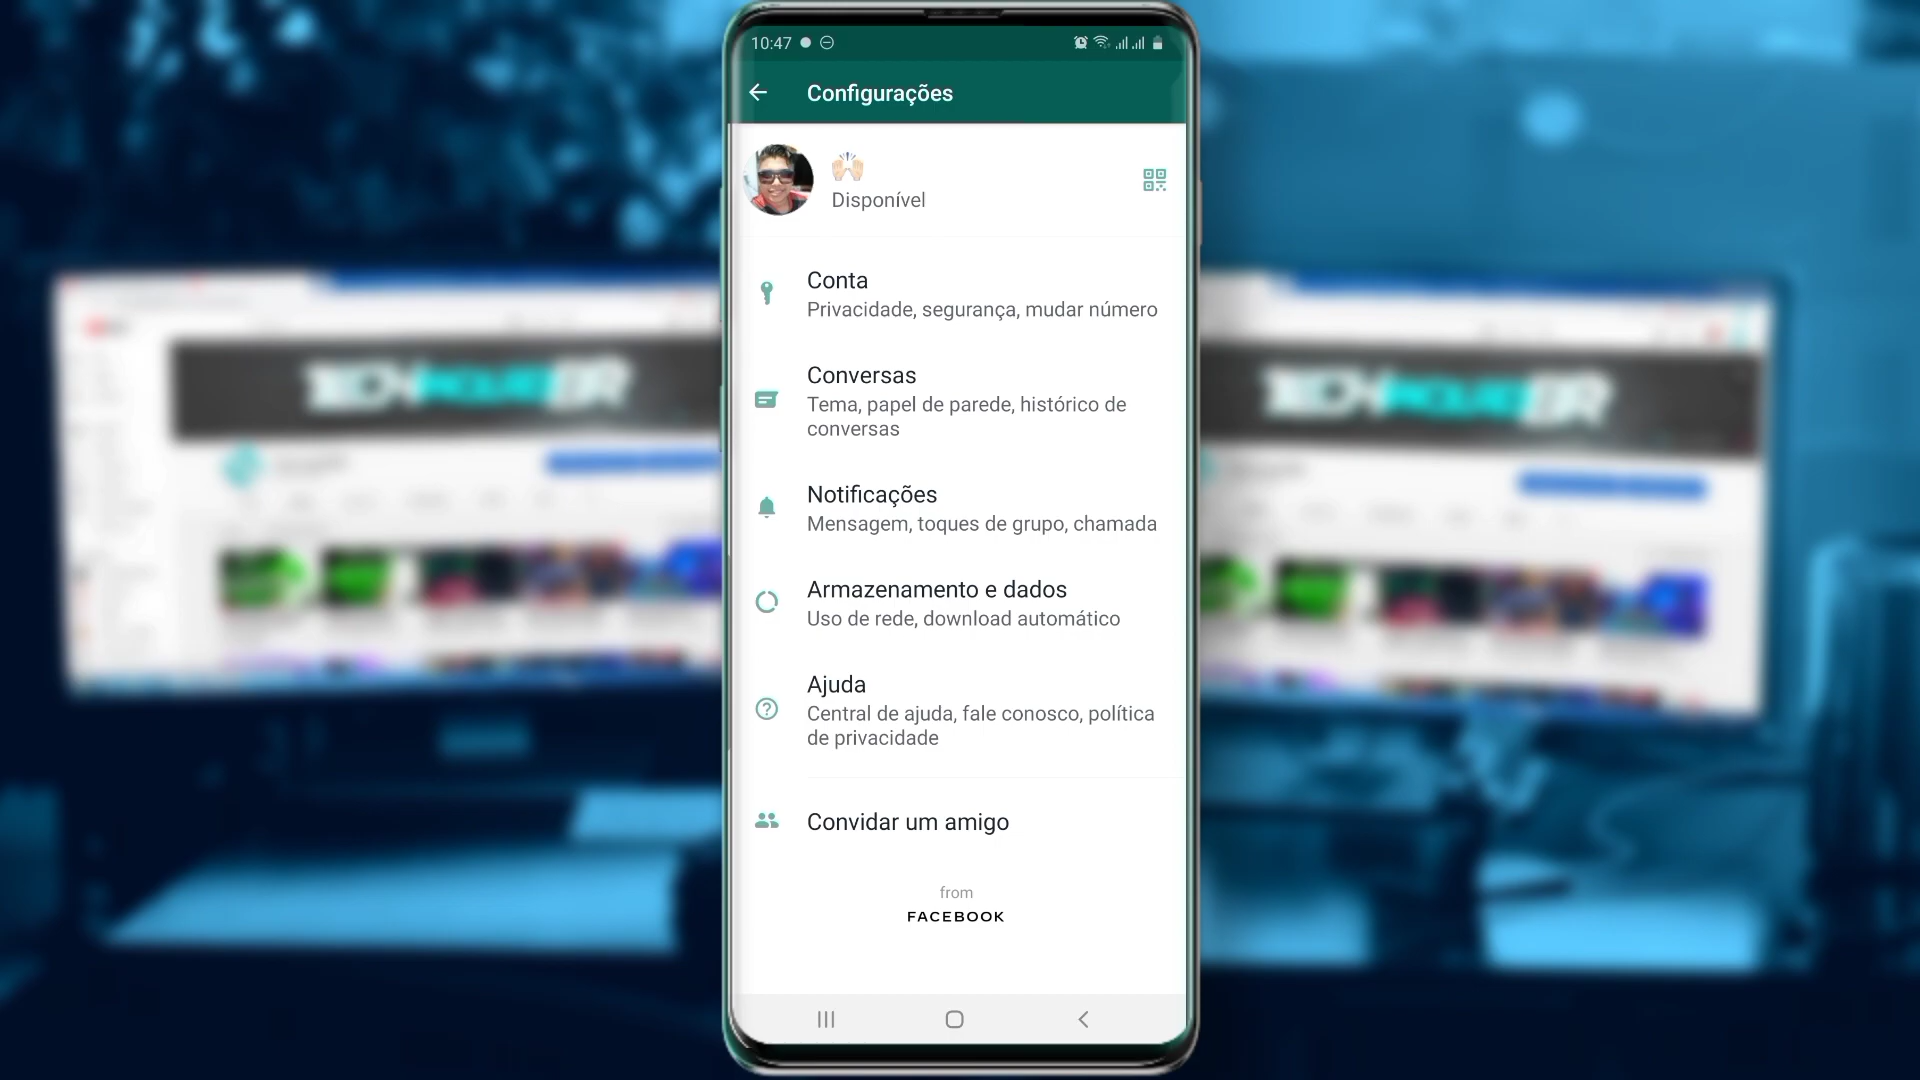 10:47
Configurações
🙌🏻
Disponível
Conta
Privacidade, segurança, mudar número
Conversas
Tema, papel de parede, histórico de
conversas
Notificações
Mensagem, toques de grupo, chamada
Armazenamento e dados
Uso de rede, download automático
Ajuda
Central de ajuda, fale conosco, política
de privacidade
Convidar um amigo
from
FACEBOOK